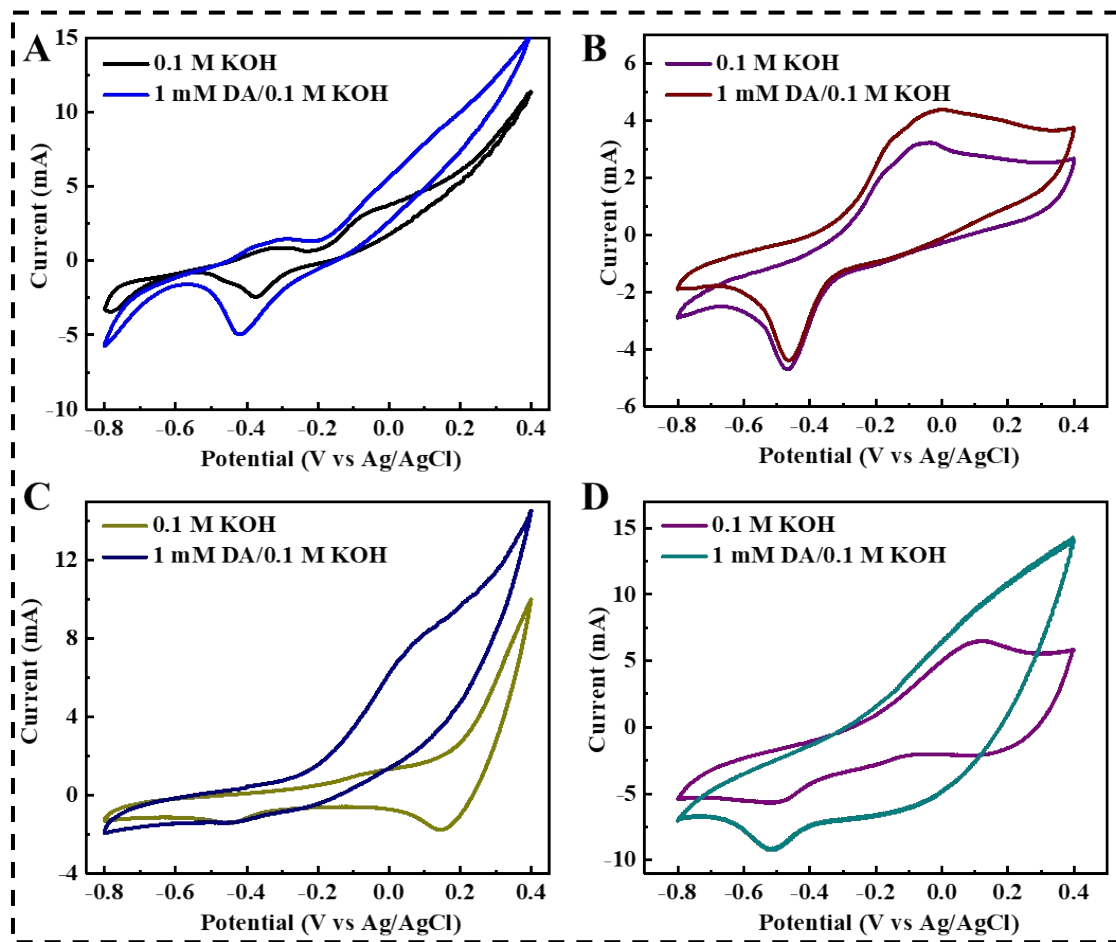 A
0.1 M KOH
1 mM DA/0.1 M KOH
15
10
5
0
-5
-10
Current (mA)
-0.8 -0.6 -0.4 -0.2 0.0 0.2 0.4
Potential (V vs Ag/AgCl)
B
0.1 M KOH
1 mM DA/0.1 M KOH
6
4
2
0
-2
-4
-6
Current (mA)
-0.8 -0.6 -0.4 -0.2 0.0 0.2 0.4
Potential (V vs Ag/AgCl)
C
0.1 M KOH
1 mM DA/0.1 M KOH
12
8
4
0
-4
Current (mA)
-0.8 -0.6 -0.4 -0.2 0.0 0.2 0.4
Potential (V vs Ag/AgCl)
D
0.1 M KOH
1 mM DA/0.1 M KOH
15
10
5
0
-5
-10
Current (mA)
-0.8 -0.6 -0.4 -0.2 0.0 0.2 0.4
Potential (V vs Ag/AgCl)